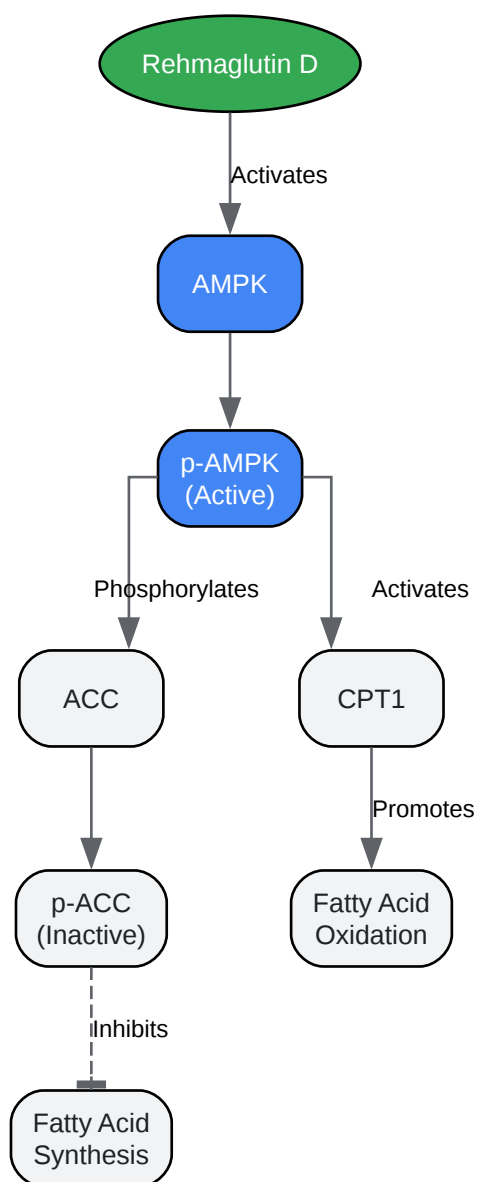 Rehmaglutin D
Activates
AMPK
p-AMPK
(Active)
Phosphorylates
Activates
ACC
CPT1
Promotes
p-ACC
(Inactive)
Fatty Acid
Oxidation
Inhibits
Fatty Acid
Synthesis